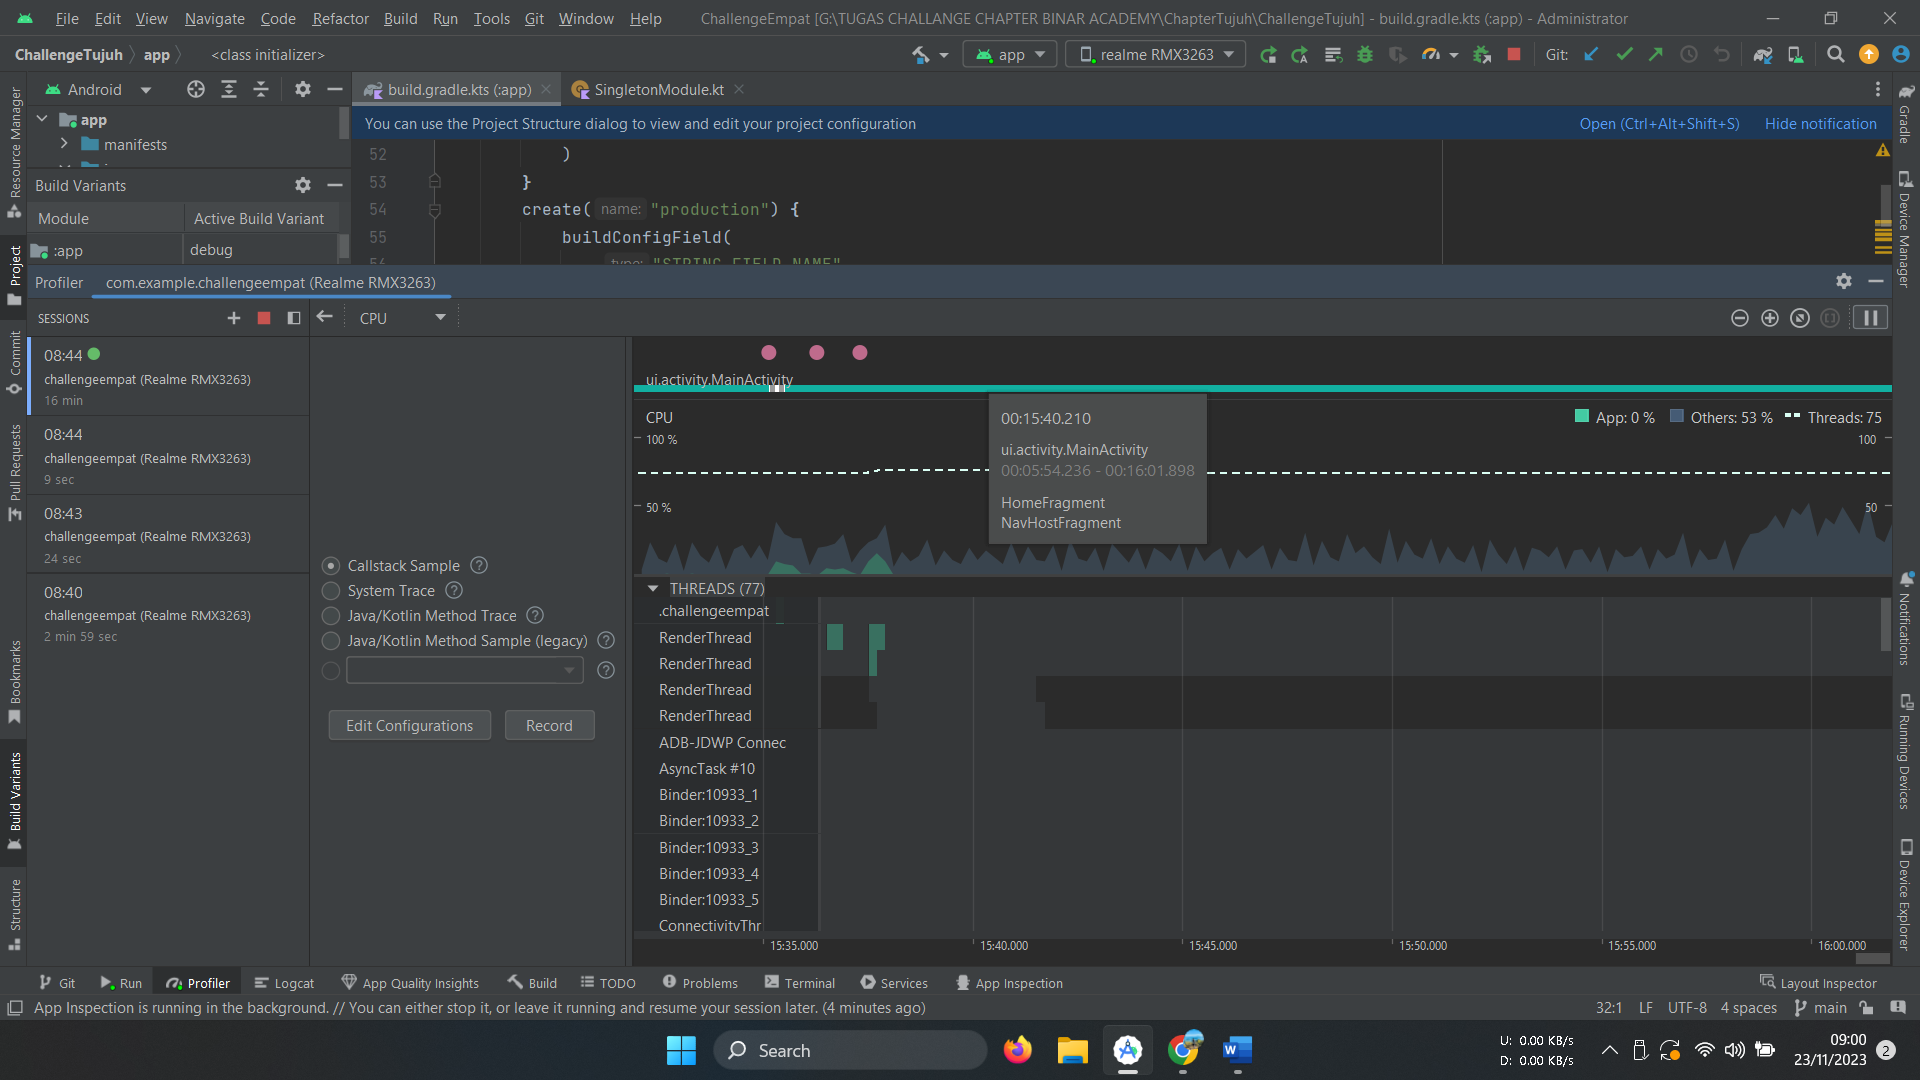 File Edit View Navigate Code Refactor Build Run Tools Git Window Help ChallengeEmpat [G:\TUGAS CHALLANGE CHAPTER BINAR ACADEMY\ChapterTujuh\ChallengeTujuh] - build.gradle.kts (:app) - Administrator
ChallengeTujuh app <class initializer> app realme RMX3263 Git:
Android build.gradle.kts (:app) SingletonModule.kt
app
manifests
You can use the Project Structure dialog to view and edit your project configuration Open (Ctrl+Alt+Shift+S) Hide notification
Build Variants
Module Active Build Variant
:app debug
52 )
53 }
54 create( name: "production") {
55 buildConfigField(
56 type: "STRING_FIELD_NAME"
Resource Manager
Project
Commit
Pull Requests
Bookmarks
Build Variants
Structure
Gradle
Device Manager
Notifications
Running Devices
Device Explorer
Profiler com.example.challengeempat (Realme RMX3263)
SESSIONS CPU
08:44
challengeempat (Realme RMX3263)
16 min
08:44
challengeempat (Realme RMX3263)
9 sec
08:43
challengeempat (Realme RMX3263)
24 sec
08:40
challengeempat (Realme RMX3263)
2 min 59 sec
Callstack Sample
System Trace
Java/Kotlin Method Trace
Java/Kotlin Method Sample (legacy)
Edit Configurations Record
ui.activity.MainActivity
CPU App: 0 % Others: 53 % Threads: 75
100 % 100
50 % 50
00:15:40.210
ui.activity.MainActivity
00:05:54.236 - 00:16:01.898
HomeFragment
NavHostFragment
THREADS (77)
.challengeempat
RenderThread
RenderThread
RenderThread
RenderThread
ADB-JDWP Connec
AsyncTask #10
Binder:10933_1
Binder:10933_2
Binder:10933_3
Binder:10933_4
Binder:10933_5
ConnectivityThr
15:35.000 15:40.000 15:45.000 15:50.000 15:55.000 16:00.000
Git Run Profiler Logcat App Quality Insights Build TODO Problems Terminal Services App Inspection Layout Inspector
App Inspection is running in the background. // You can either stop it, or leave it running and resume your session later. (4 minutes ago) 32:1 LF UTF-8 4 spaces main
Search
U: 0.00 KB/s
D: 0.00 KB/s
09:00
23/11/2023
2